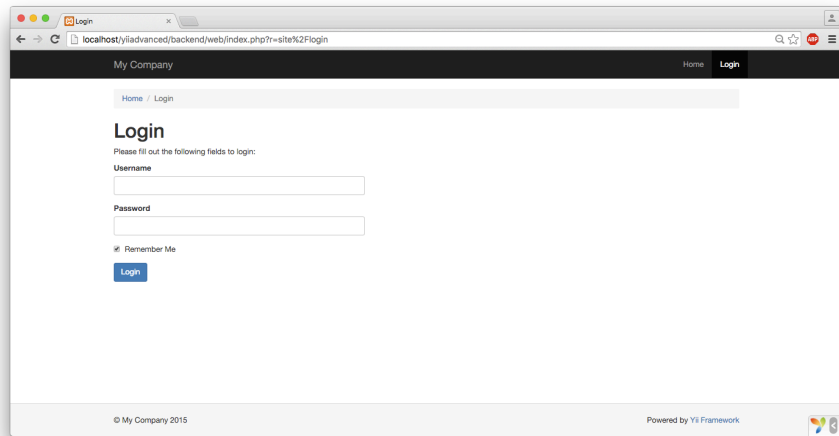 Login
localhost/yiiadvanced/backend/web/index.php?r=site%2Flogin
ABP
My Company
Home
Login
Home / Login
Login
Please fill out the following fields to login:
Username
Password
Remember Me
Login
© My Company 2015
Powered by Yii Framework